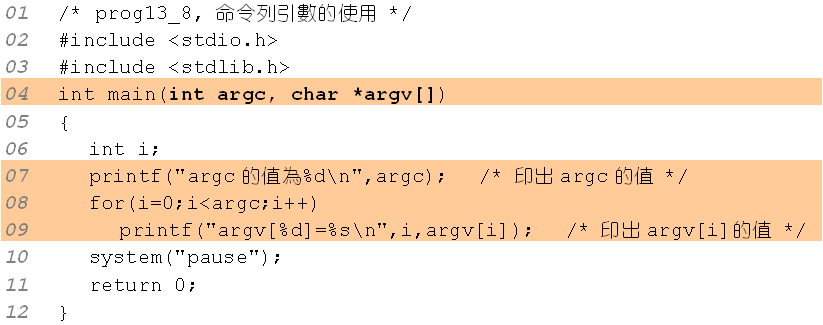 01 /* prog13_8, 命令列引數的使用 */
02 #include <stdio.h>
03 #include <stdlib.h>
04 int main(int argc, char *argv[])
05 {
06 int i;
07 printf("argc 的值為%d\n",argc); /* 印出 argc 的值 */
08 for(i=0;i<argc;i++)
09 printf("argv[%d]=%s\n",i,argv[i]); /* 印出 argv[i]的值 */
10 system("pause");
11 return 0;
12 }